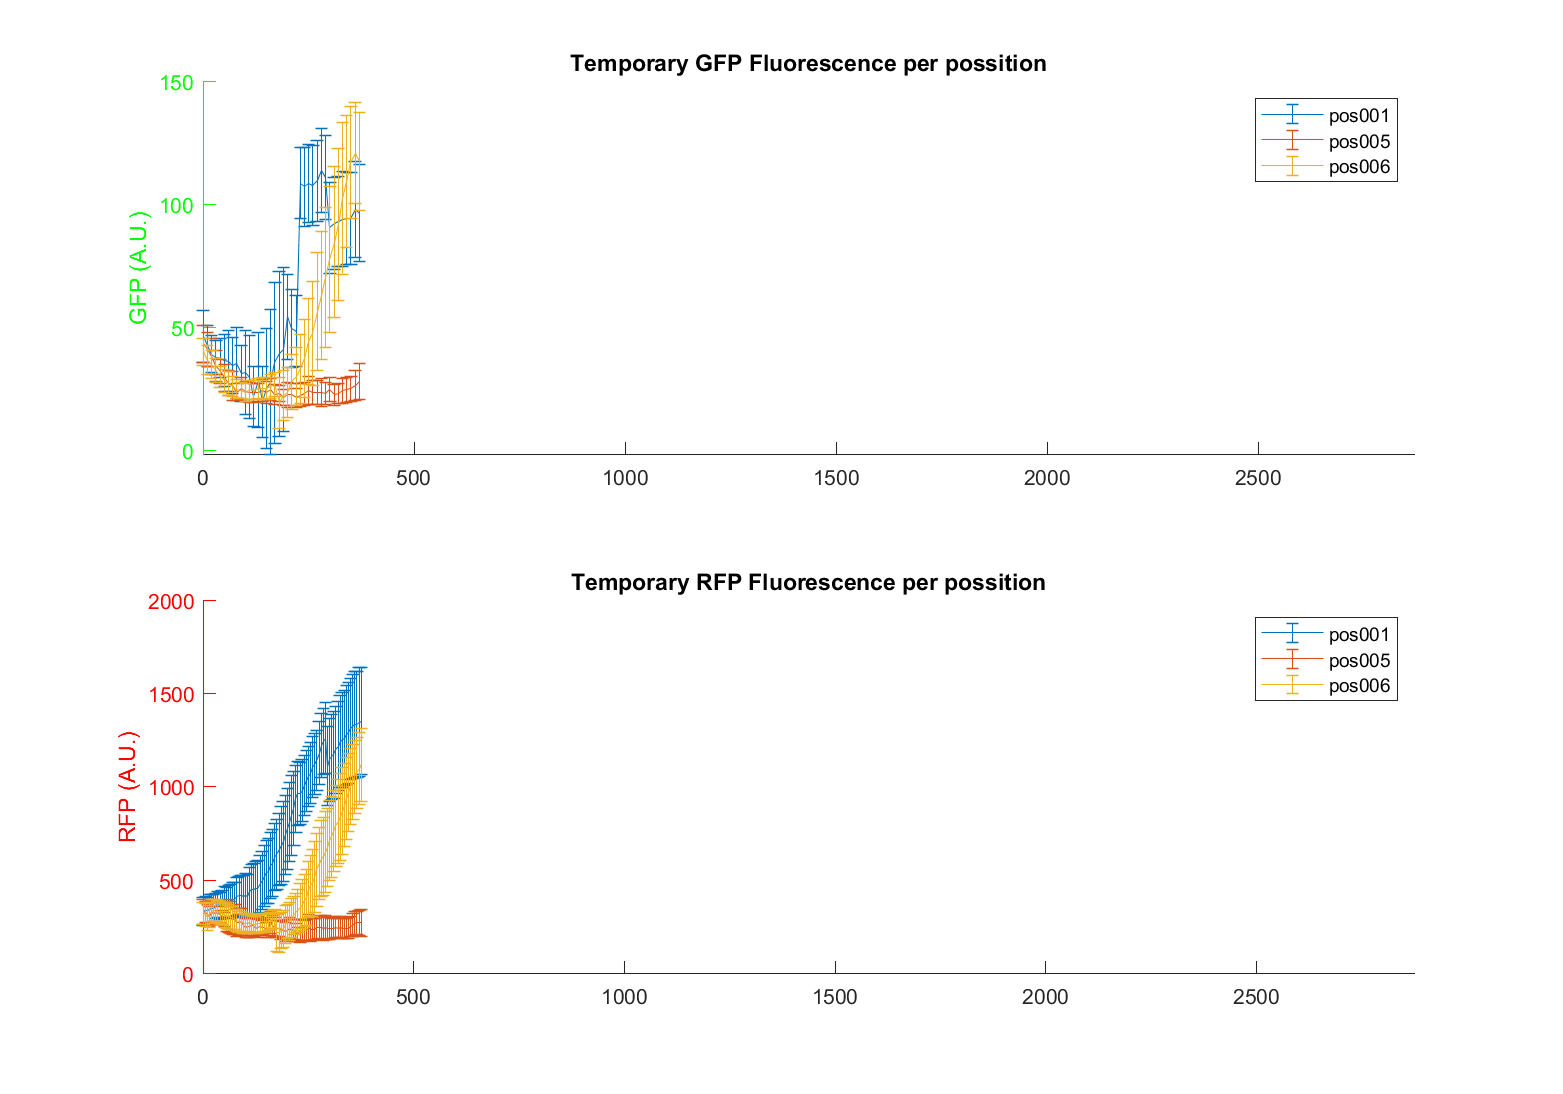 Temporary GFP Fluorescence per possition
GFP (A.U.)
150
100
50
0
0 500 1000 1500 2000 2500
pos001
pos005
pos006
Temporary RFP Fluorescence per possition
RFP (A.U.)
2000
1500
1000
500
0
0 500 1000 1500 2000 2500
pos001
pos005
pos006